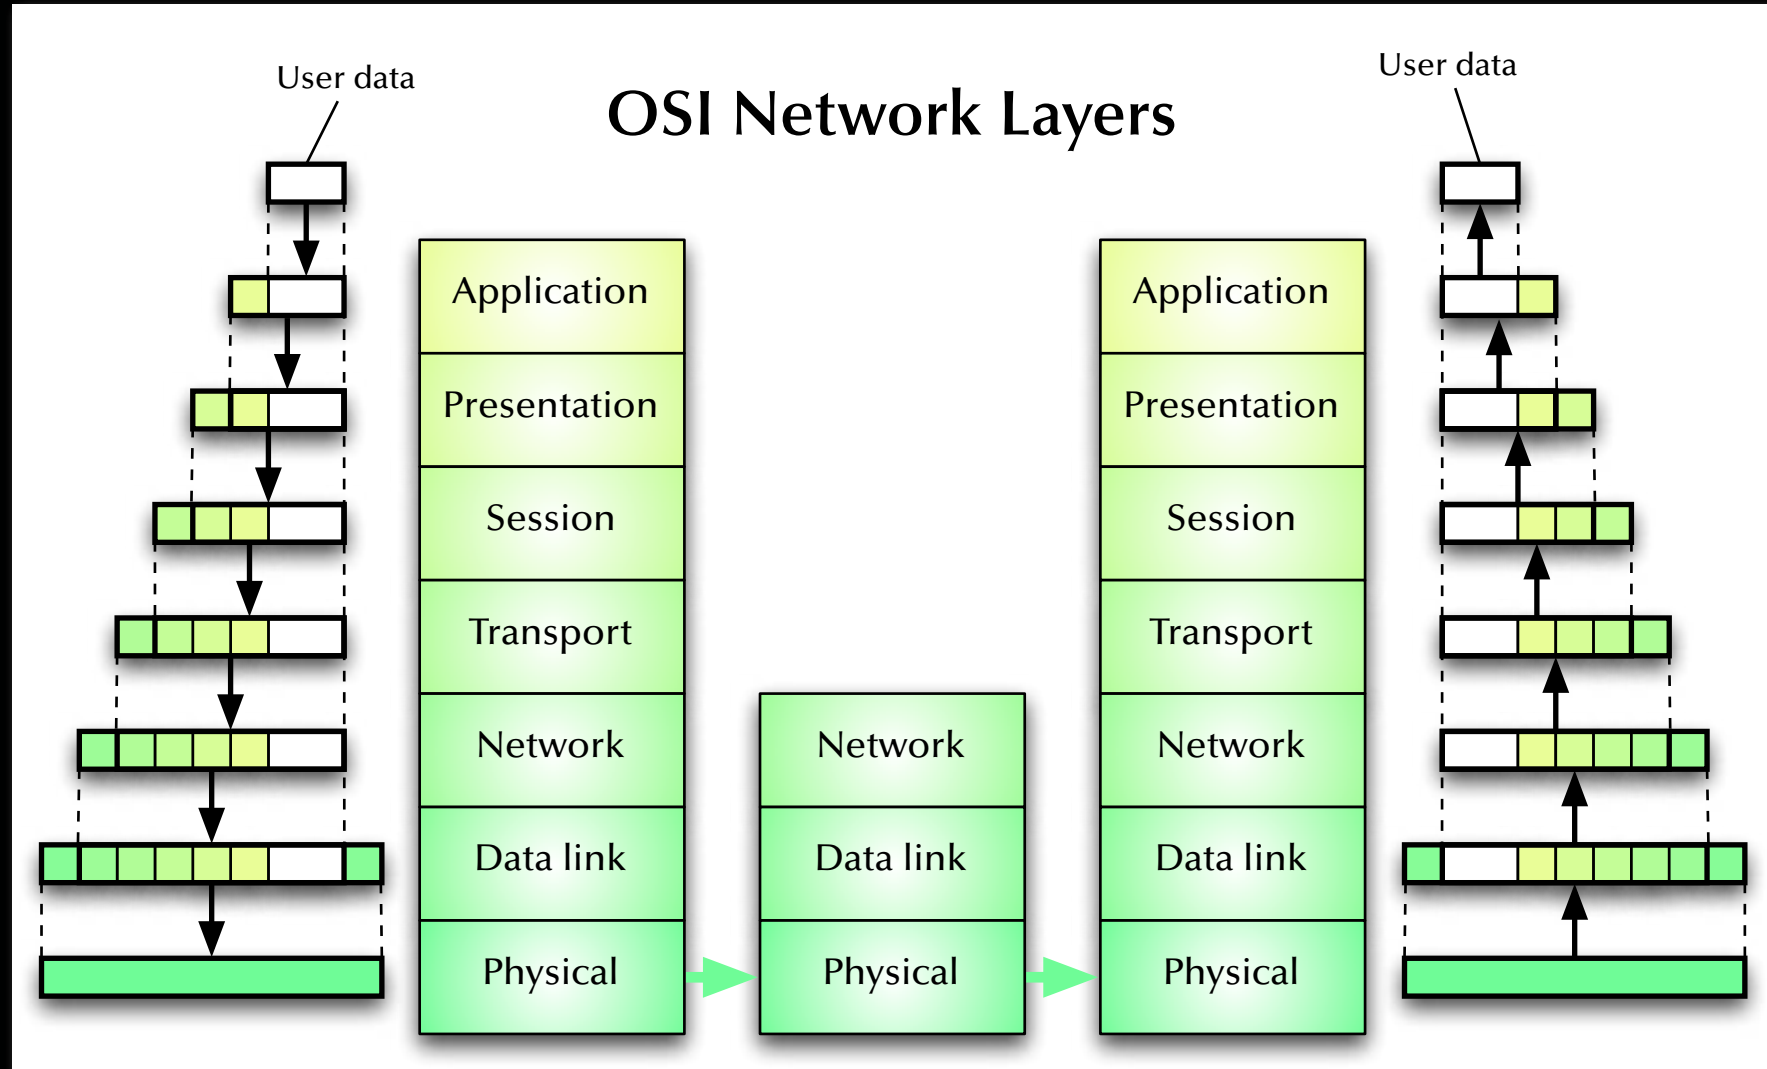 User data
User data
OSI Network Layers
Application
Presentation
Session
Transport
Network
Data link
Physical
Network
Data link
Physical
Application
Presentation
Session
Transport
Network
Data link
Physical